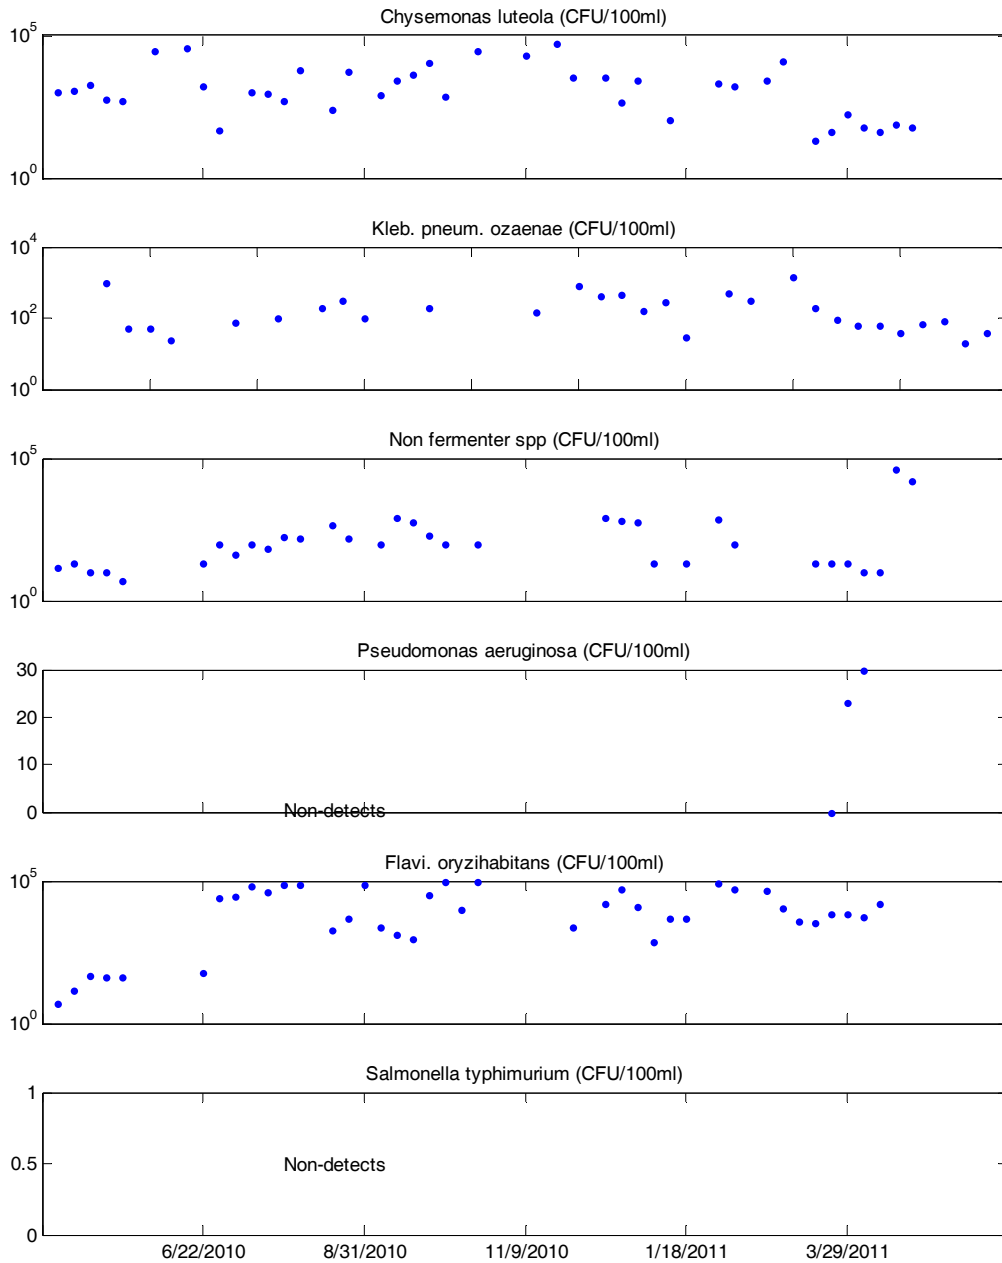 Chysemonas luteola (CFU/100ml)
10^5
10^0
Kleb. pneum. ozaenae (CFU/100ml)
10^4
10^2
10^0
Non fermenter spp (CFU/100ml)
10^5
10^0
Pseudomonas aeruginosa (CFU/100ml)
30
20
10
0
Non-detects
Flavi. oryzihabitans (CFU/100ml)
10^5
10^0
Salmonella typhimurium (CFU/100ml)
1
0.5
Non-detects
0
6/22/2010 8/31/2010 11/9/2010 1/18/2011 3/29/2011